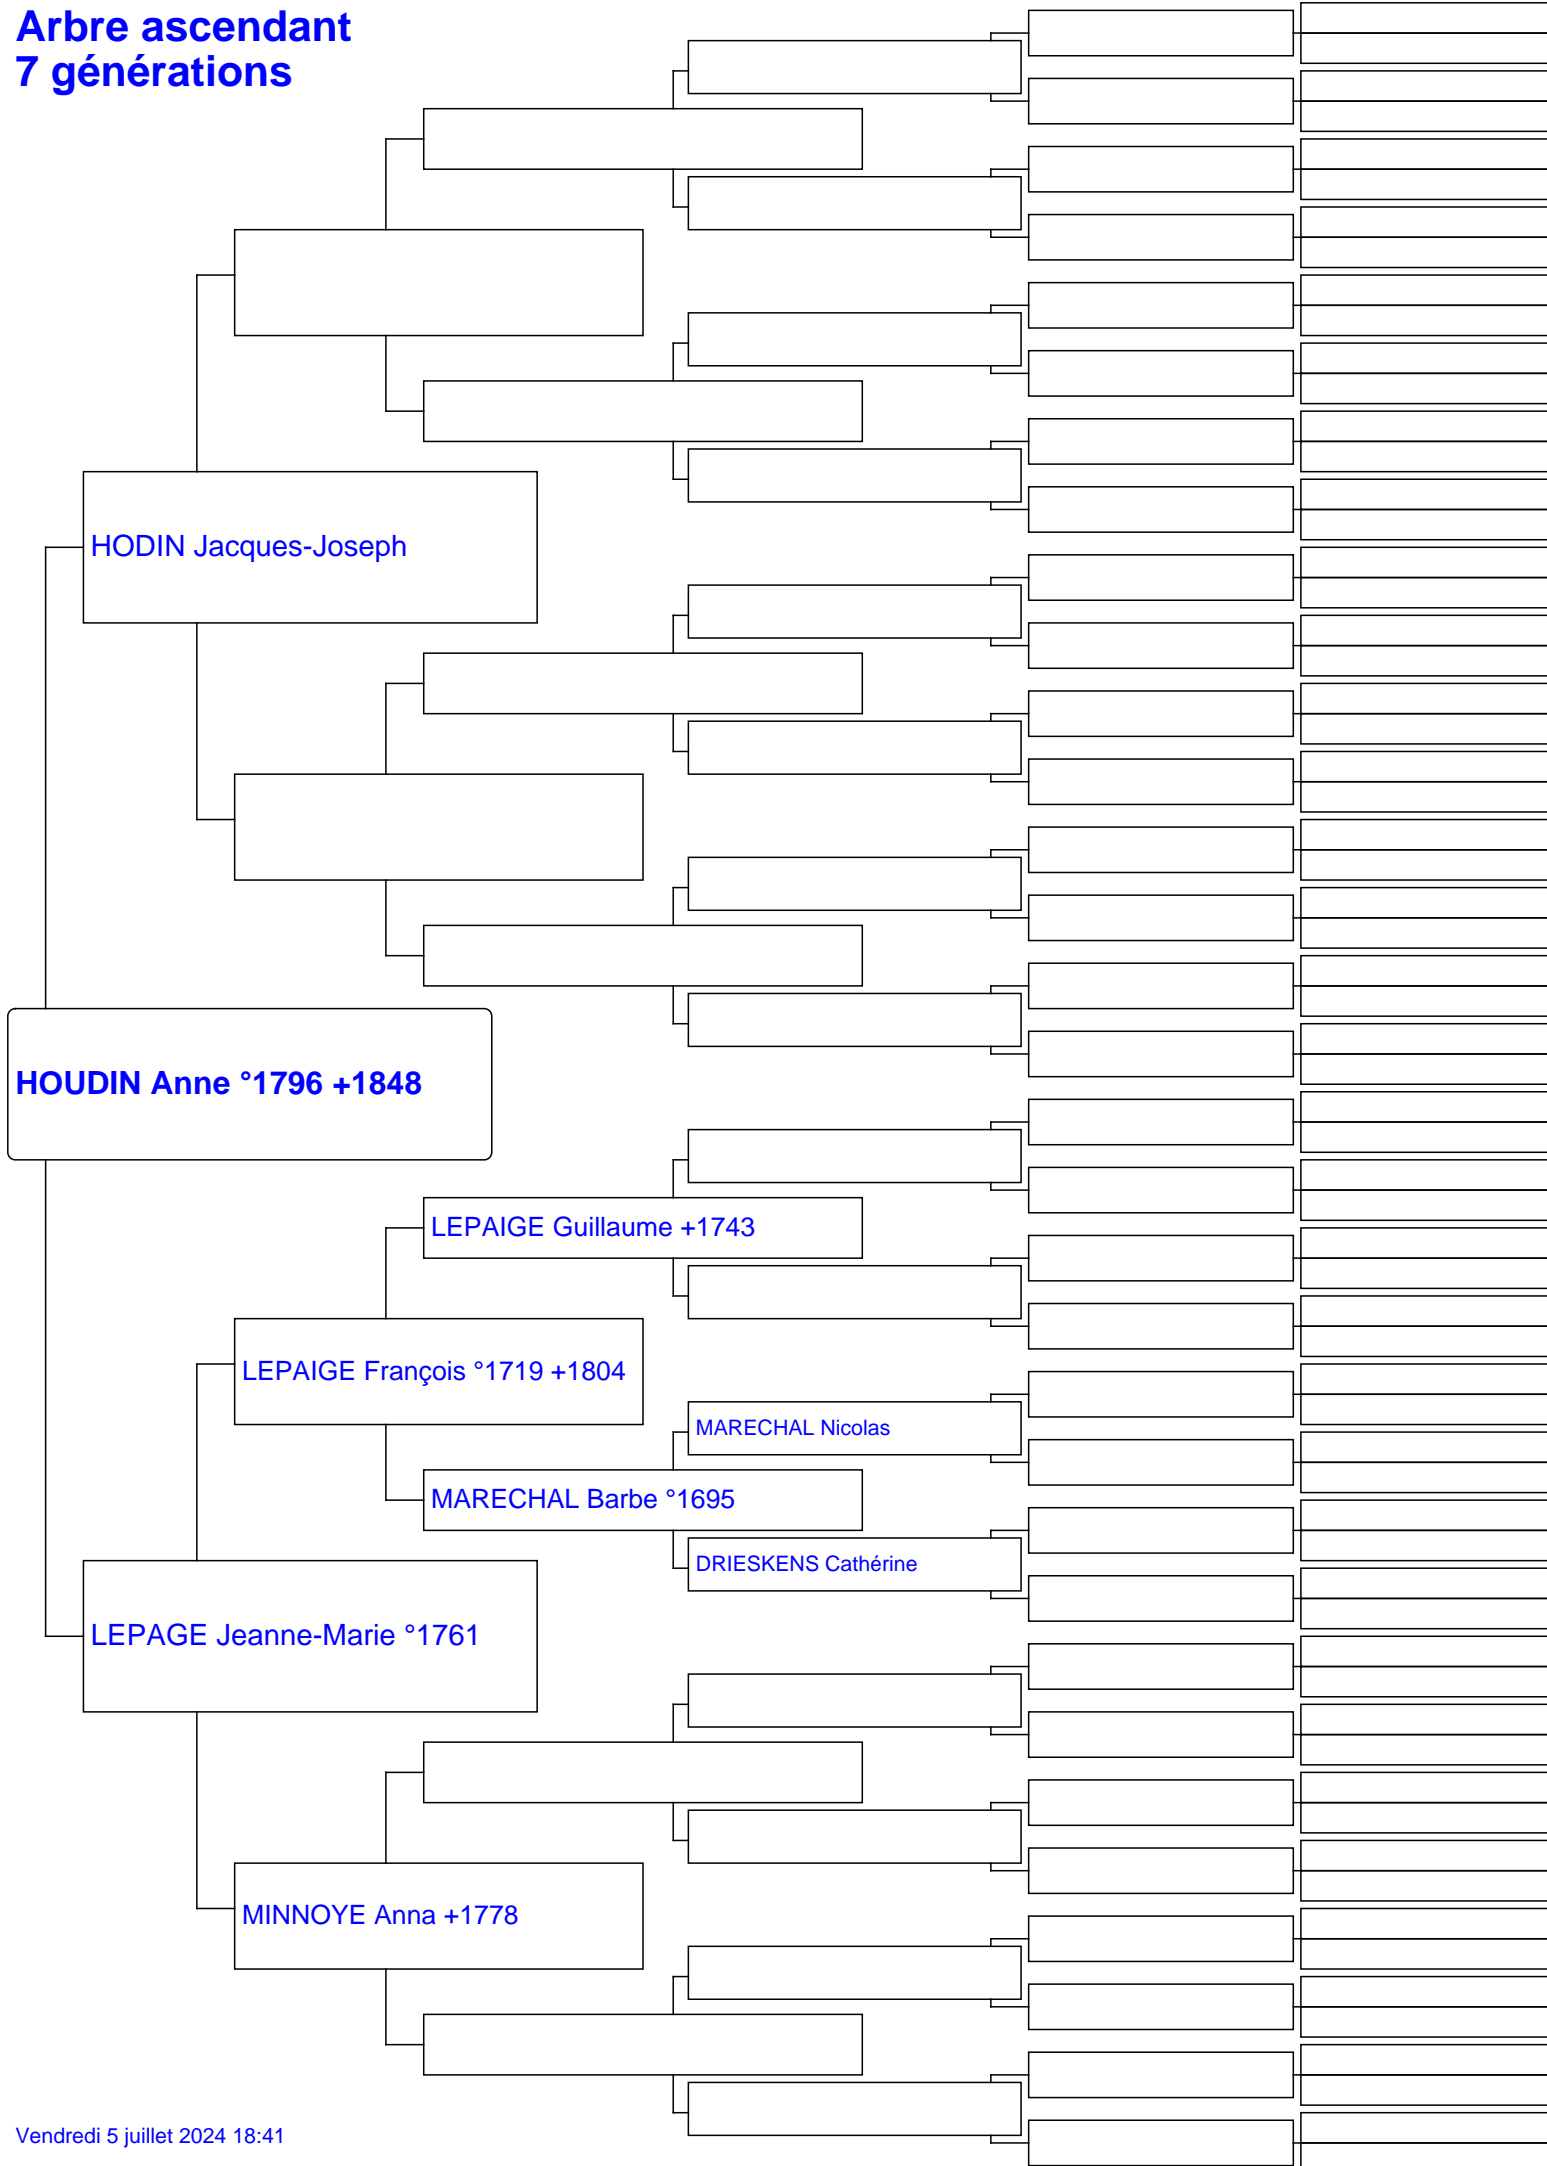 Arbre ascendant
7 générations
HODIN Jacques-Joseph
HOUDIN Anne °1796 +1848
LEPAIGE Guillaume +1743
LEPAIGE François °1719 +1804
MARECHAL Nicolas
MARECHAL Barbe °1695
DRIESKENS Cathérine
LEPAGE Jeanne-Marie °1761
MINNOYE Anna +1778
Vendredi 5 juillet 2024 18:41